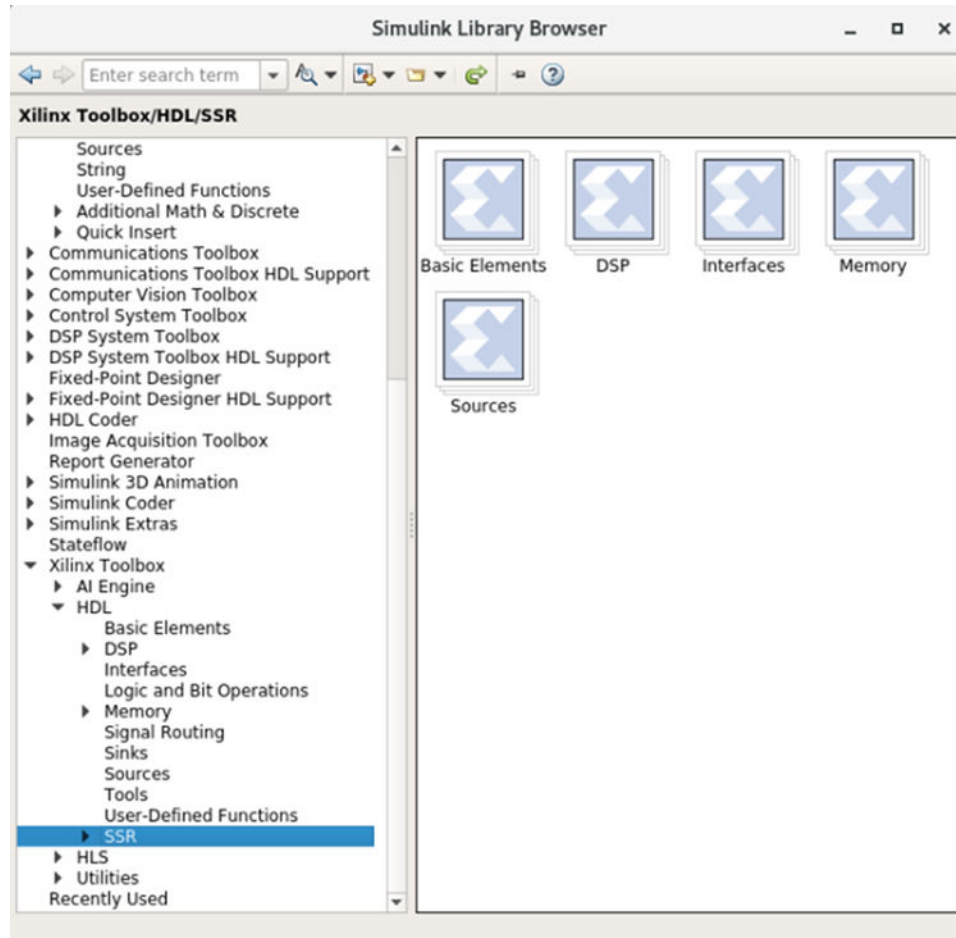 Simulink Library Browser
Enter search term
Xilinx Toolbox/HDL/SSR
Sources
String
User-Defined Functions
Additional Math & Discrete
Quick Insert
Communications Toolbox
Communications Toolbox HDL Support
Computer Vision Toolbox
Control System Toolbox
DSP System Toolbox
DSP System Toolbox HDL Support
Fixed-Point Designer
Fixed-Point Designer HDL Support
HDL Coder
Image Acquisition Toolbox
Report Generator
Simulink 3D Animation
Simulink Coder
Simulink Extras
Stateflow
Xilinx Toolbox
AI Engine
HDL
Basic Elements
DSP
Interfaces
Logic and Bit Operations
Memory
Signal Routing
Sinks
Sources
Tools
User-Defined Functions
SSR
HLS
Utilities
Recently Used
Basic Elements DSP Interfaces Memory
Sources